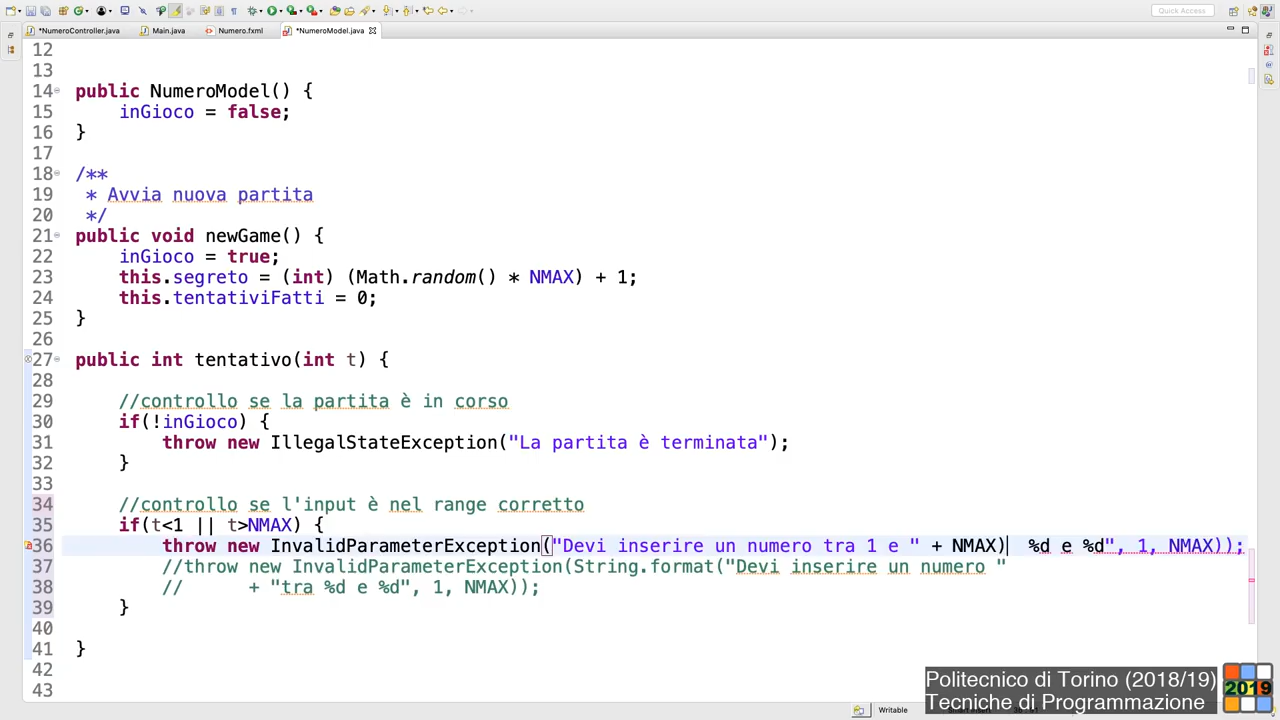 Quick Access
*NumeroController.java Main.java Numero.fxml *NumeroModel.java
12
13
14 public NumeroModel() {
15 inGioco = false;
16 }
17
18 /**
19 * Avvia nuova partita
20 */
21 public void newGame() {
22 inGioco = true;
23 this.segreto = (int) (Math.random() * NMAX) + 1;
24 this.tentativiFatti = 0;
25 }
26
27 public int tentativo(int t) {
28
29 //controllo se la partita è in corso
30 if(!inGioco) {
31 throw new IllegalStateException("La partita è terminata");
32 }
33
34 //controllo se l'input è nel range corretto
35 if(t<1 || t>NMAX) {
36 throw new InvalidParameterException("Devi inserire un numero tra 1 e " + NMAX) %d e %d", 1, NMAX));
37 //throw new InvalidParameterException(String.format("Devi inserire un numero "
38 // + "tra %d e %d", 1, NMAX));
39 }
40
41 }
42
43
Politecnico di Torino (2018/19)
Tecniche di Programmazione
2019
Writable